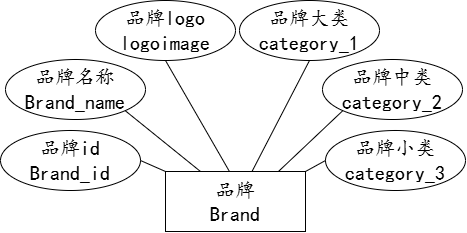 品牌logo
logoimage
品牌大类
category_1
品牌名称
Brand_name
品牌中类
category_2
品牌id
Brand_id
品牌小类
category_3
品牌
Brand